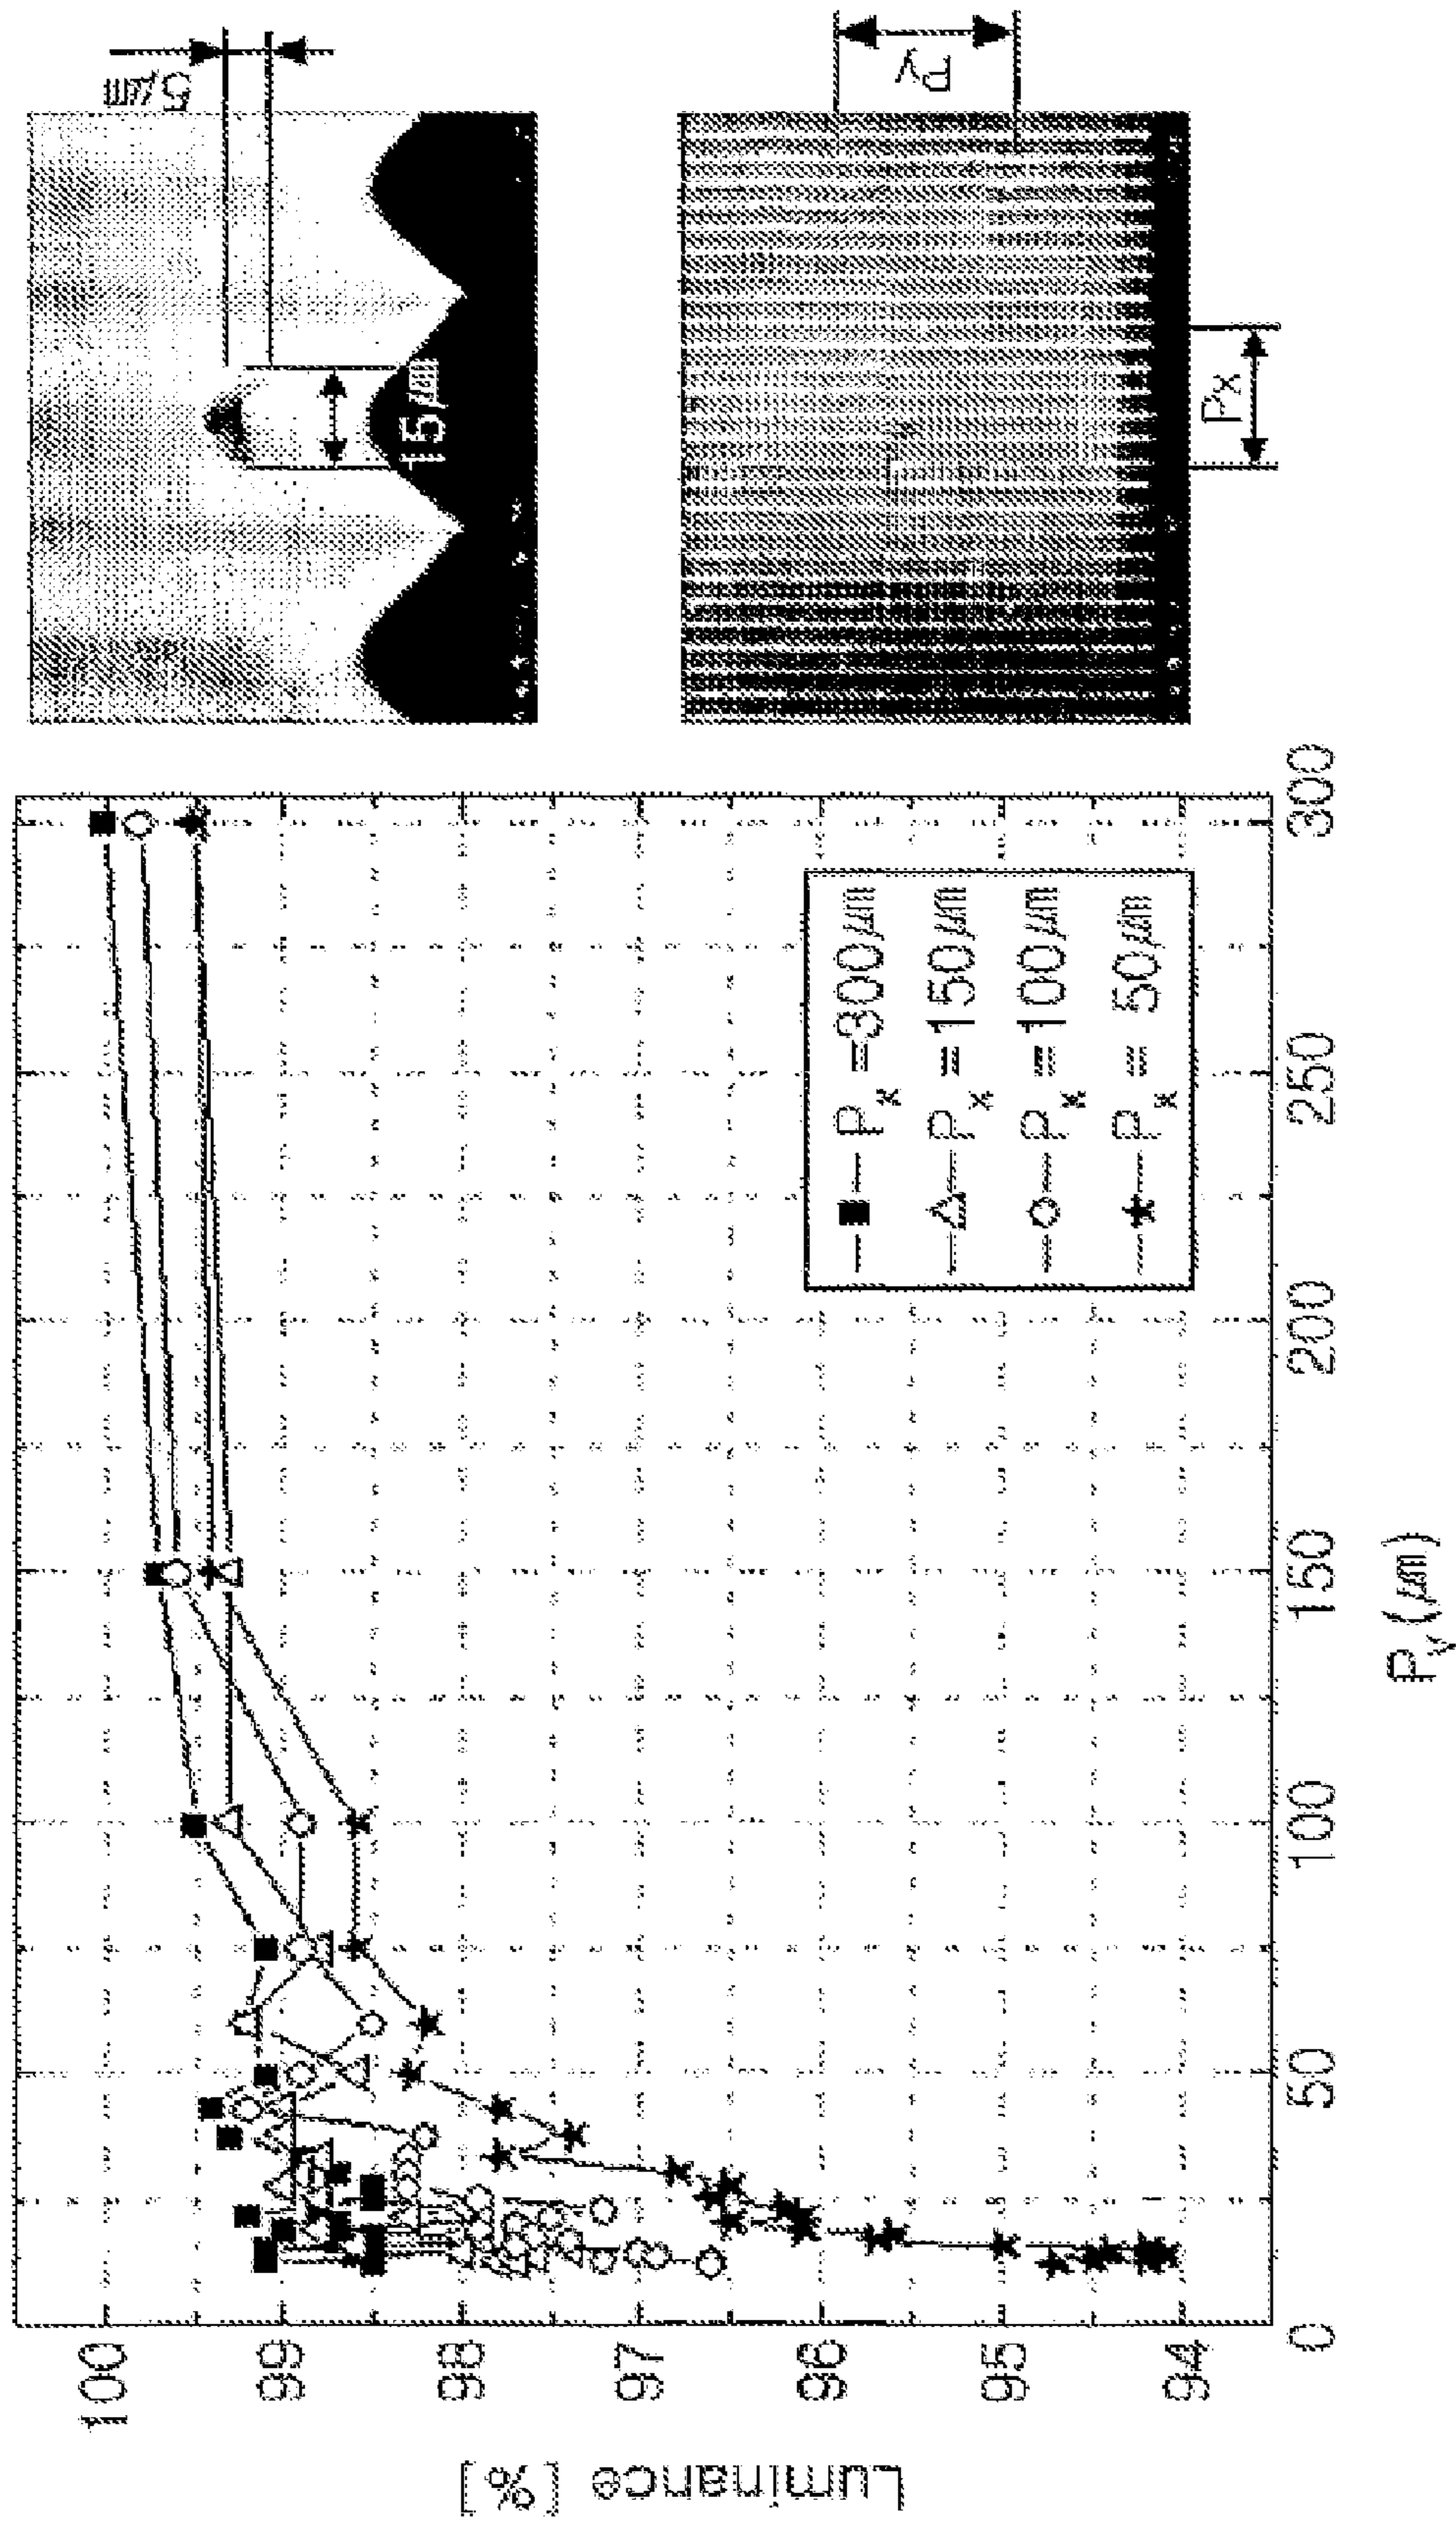 Luminance [%]
100
99
98
97
96
95
94
0
50
100
150
200
250
300
Py(㎛)
Px=300㎛
Px=150㎛
Px=100㎛
Px= 50㎛
5㎛
15㎛
Py
Px